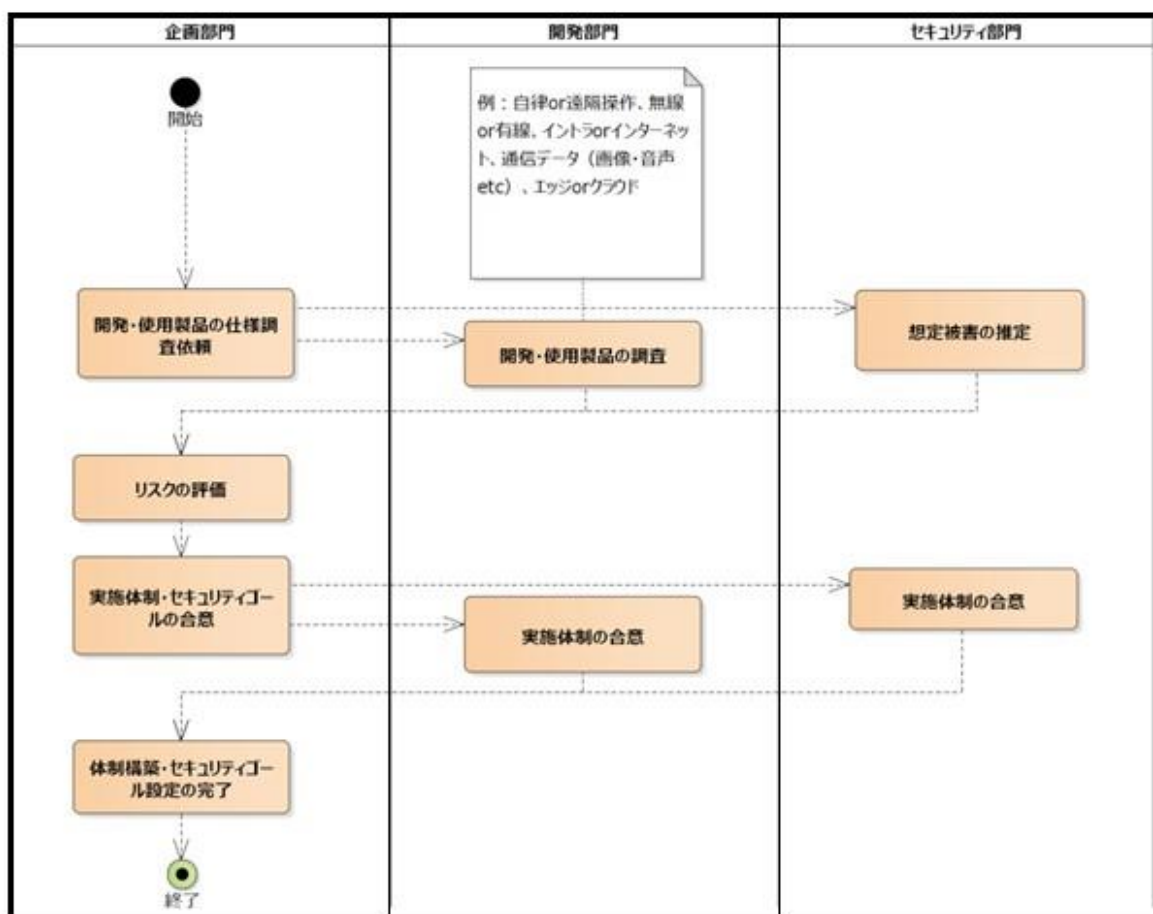 企画部門
開発部門
セキュリティ部門
開始
例：自律or遠隔操作、無線
or有線、イントラorインターネッ
ト、通信データ（画像・音声
etc）、エッジorクラウド
開発・使用製品の仕様調
査依頼
開発・使用製品の調査
想定被害の推定
リスクの評価
実施体制・セキュリティゴー
ルの合意
実施体制の合意
実施体制の合意
体制構築・セキュリティゴー
ル設定の完了
終了